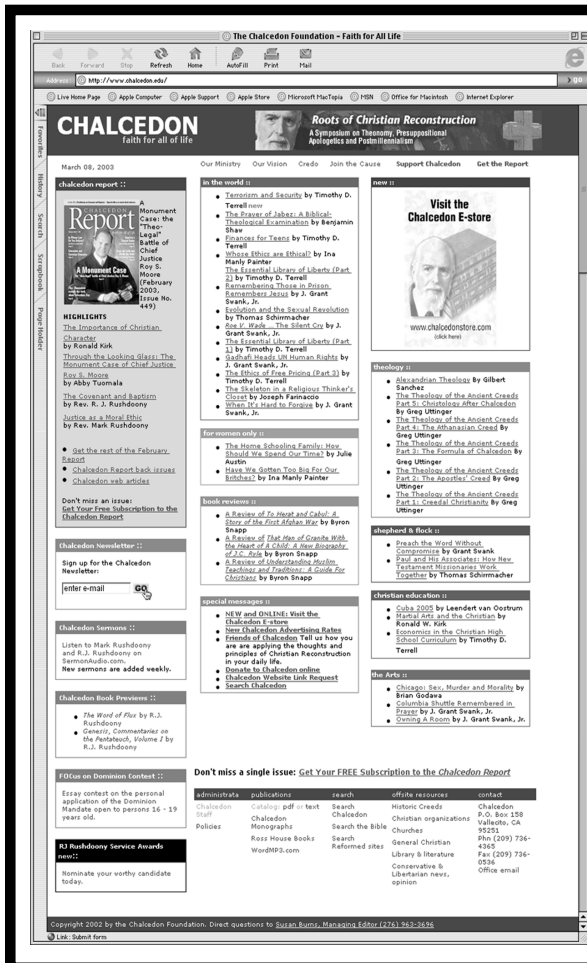 The Chalcedon Foundation - Faith for All Life
Back
Forward
Stop
Refresh
Home
AutoFill
Print
Mail
Address
http://www.chalcedon.edu/
go
Live Home Page
Apple Computer
Apple Support
Apple Store
Microsoft MacTopia
MSN
Office for Macintosh
Internet Explorer
Favorites
History
Search
Scrapbook
Page Holder
CHALCEDON
faith for all of life
Roots of Christian Reconstruction
A Symposium on Theonomy, Presuppositional
Apologetics and Postmillennialism
March 08, 2003
Our Ministry
Our Vision
Credo
Join the Cause
Support Chalcedon
Get the Report
chalcedon report ::
CHALCEDON
Report
A Monument Case
A
Monument
Case: the
"Theo-
Legal"
Battle of
Chief
Justice
Roy S.
Moore
(February
2003,
Issue No.
449)
HIGHLIGHTS
The Importance of Christian
Character
by Ronald Kirk
Through the Looking Glass: The
Monument Case of Chief Justice
Roy S. Moore
by Abby Tuomala
The Covenant and Baptism
by Rev. R. J. Rushdoony
Justice as a Moral Ethic
by Rev. Mark Rushdoony
Get the rest of the February
Report
Chalcedon Report back issues
Chalcedon web articles
Don't miss an issue:
Get Your Free Subscription to the
Chalcedon Report
Chalcedon Newsletter ::
Sign up for the Chalcedon
Newsletter:
enter e-mail
GO
Chalcedon Sermons ::
Listen to Mark Rushdoony
and R.J. Rushdoony on
SermonAudio.com.
New sermons are added weekly.
Chalcedon Book Previews ::
The Word of Flux by R.J.
Rushdoony
Genesis, Commentaries on
the Pentateuch, Volume I by
R.J. Rushdoony
FOCus on Dominion Contest ::
Essay contest on the personal
application of the Dominion
Mandate open to persons 16 - 19
years old.
RJ Rushdoony Service Awards
new::
Nominate your worthy candidate
today.
in the world ::
Terrorism and Security by Timothy D.
Terrell new
The Prayer of Jabez: A Biblical-
Theological Examination by Benjamin
Shaw
Finances for Teens by Timothy D.
Terrell
Whose Ethics are Ethical? by Ina
Manly Painter
The Essential Library of Liberty (Part
2) by Timothy D. Terrell
Remembering Those in Prison
Remembers Jesus by J. Grant
Swank, Jr.
Evolution and the Sexual Revolution
by Thomas Schirrmacher
Roe V. Wade ... The Silent Cry by J.
Grant Swank, Jr.
The Essential Library of Liberty (Part
1) by Timothy D. Terrell
Gadhafi Heads UN Human Rights by
J. Grant Swank, Jr.
The Ethics of Free Pricing (Part 3) by
Timothy D. Terrell
The Skeleton in a Religious Thinker's
Closet by Joseph Farinaccio
When It's Hard to Forgive by J. Grant
Swank, Jr.
for women only ::
The Home Schooling Family: How
Should We Spend Our Time? by Julie
Austin
Have We Gotten Too Big For Our
Britches? by Ina Manly Painter
book reviews ::
A Review of To Herat and Cabul: A
Story of the First Afghan War by Byron
Snapp
A Review of That Man of Granite With
the Heart of A Child: A New Biography
of J.C. Ryle by Byron Snapp
A Review of Understanding Muslim
Teachings and Traditions: A Guide For
Christians by Byron Snapp
special messages ::
NEW and ONLINE: Visit the
Chalcedon E-store
New Chalcedon Advertising Rates
Friends of Chalcedon Tell us how you
are are applying the thoughts and
principles of Christian Reconstruction
in your daily life.
Donate to Chalcedon online
Chalcedon Website Link Request
Search Chalcedon
new ::
Visit the
Chalcedon E-store
www.chalcedonstore.com
(click here)
theology ::
Alexandrian Theology By Gilbert
Sanchez
The Theology of the Ancient Creeds
Part 5: Christology After Chalcedon
By Greg Uttinger
The Theology of the Ancient Creeds
Part 4: The Athanasian Creed By
Greg Uttinger
The Theology of the Ancient Creeds
Part 3: The Formula of Chalcedon By
Greg Uttinger
The Theology of the Ancient Creeds
Part 2: The Apostles' Creed By Greg
Uttinger
The Theology of the Ancient Creeds
Part 1: Creedal Christianity By Greg
Uttinger
shepherd & flock ::
Preach the Word Without
Compromise by Grant Swank
Paul and His Associates: How New
Testament Missionaries Work
Together by Thomas Schirrmacher
christian education ::
Cuba 2005 by Leendert van Oostrum
Martial Arts and the Christian by
Ronald W. Kirk
Economics in the Christian High
School Curriculum by Timothy D.
Terrell
the Arts ::
Chicago: Sex, Murder and Morality by
Brian Godawa
Columbia Shuttle Remembered in
Prayer by J. Grant Swank, Jr.
Owning A Room by J. Grant Swank, Jr.
Don't miss a single issue: Get Your FREE Subscription to the Chalcedon Report
administrata
Chalcedon
Staff
Policies
publications
Catalog: pdf or text
Chalcedon
Monographs
Ross House Books
WordMP3.com
search
Search
Chalcedon
Search the Bible
Search
Reformed sites
offsite resources
Historic Creeds
Christian organizations
Churches
General Christian
Library & literature
Conservative &
Libertarian news,
opinion
contact
Chalcedon
P.O. Box 158
Vallecito, CA
95251
Phn (209) 736-
4365
Fax (209) 736-
0536
Office email
Copyright 2002 by the Chalcedon Foundation. Direct questions to Susan Burns, Managing Editor (276) 963-3696
Link: Submit form